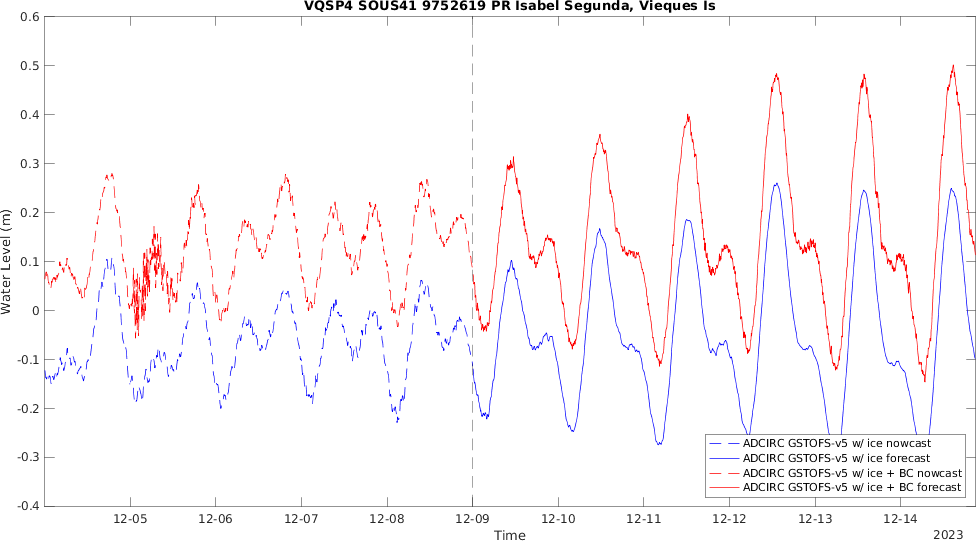 VQSP4 SOUS41 9752619 PR Isabel Segunda, Vieques Is
0.6
0.5
0.4
0.3
0.2
0.1
0
-0.1
-0.2
-0.3
-0.4
Water Level (m)
12-05 12-06 12-07 12-08 12-09 12-10 12-11 12-12 12-13 12-14
Time
2023
ADCIRC GSTOFS-v5 w/ ice nowcast
ADCIRC GSTOFS-v5 w/ ice forecast
ADCIRC GSTOFS-v5 w/ ice + BC nowcast
ADCIRC GSTOFS-v5 w/ ice + BC forecast